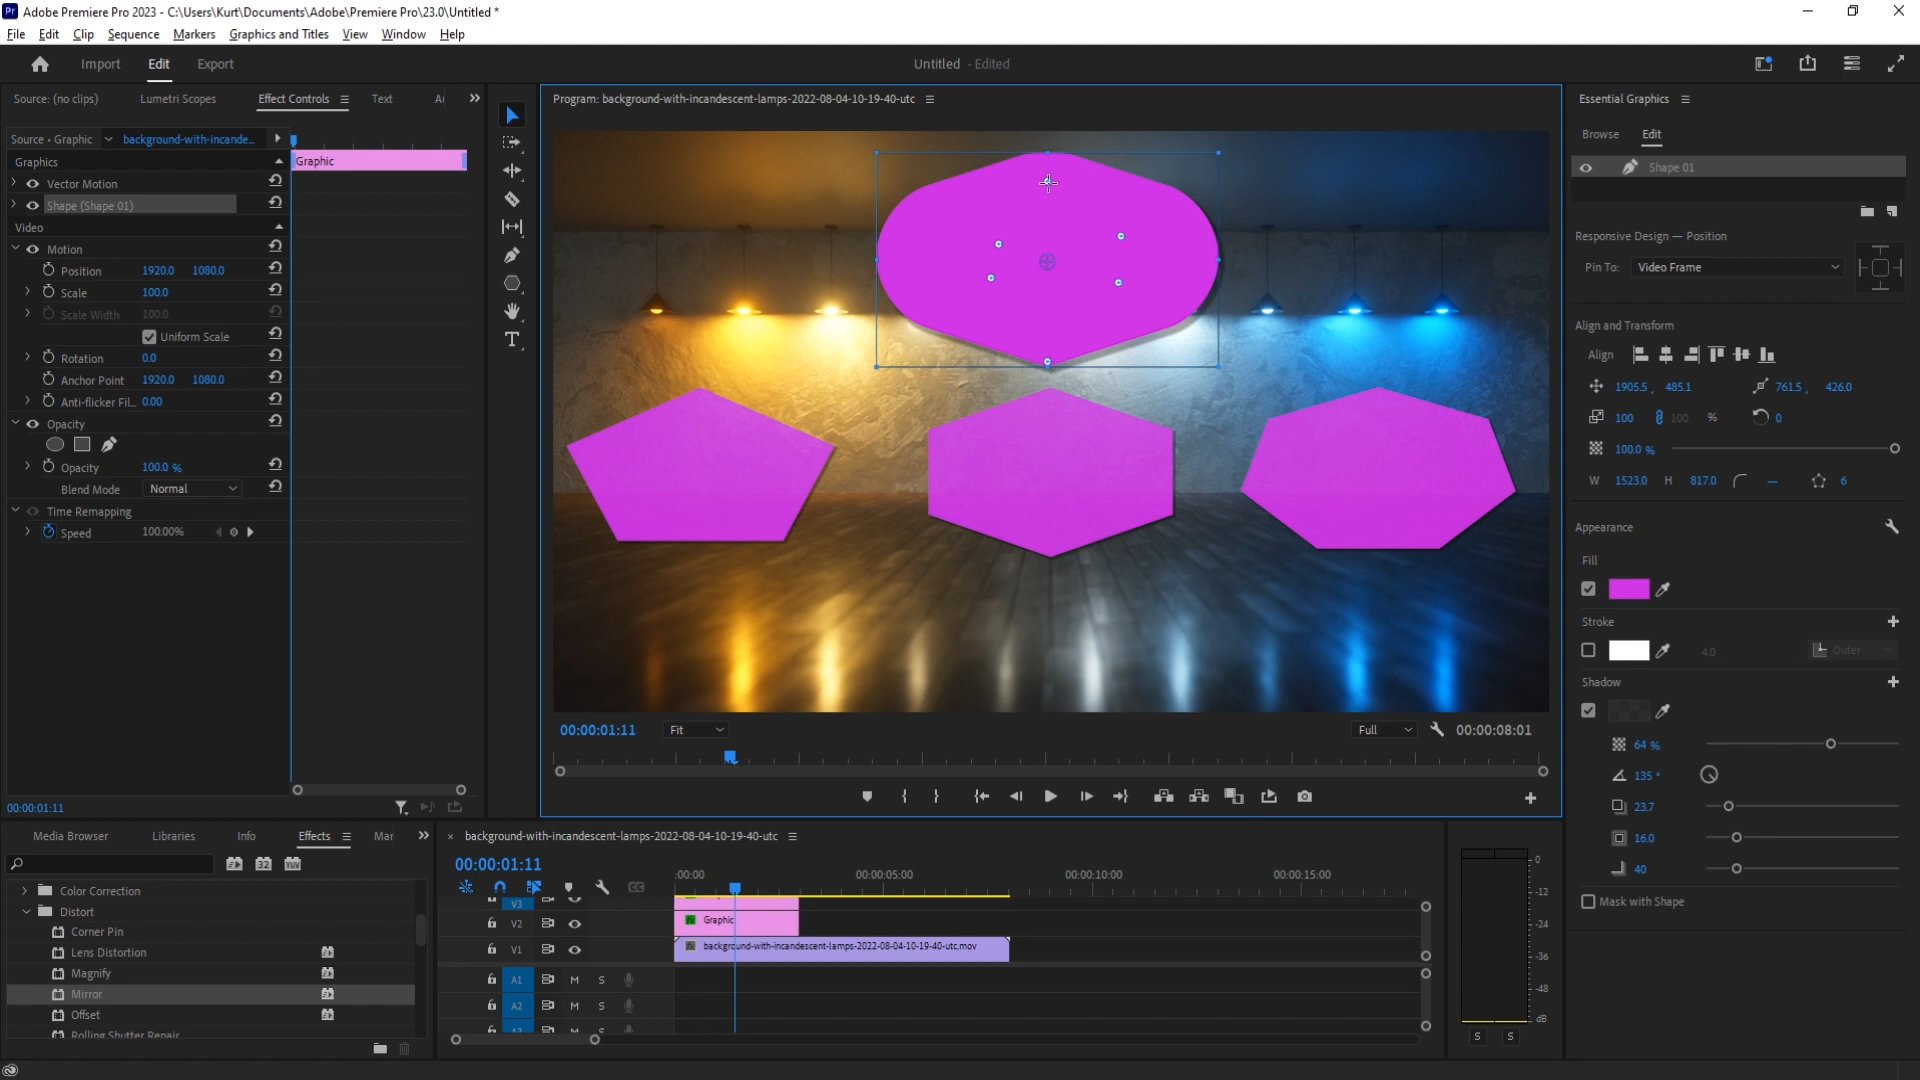 Adobe Premiere Pro 2023 - C:\Users\Kurt\Documents\Adobe\Premiere Pro\23.0\Untitled *
File Edit Clip Sequence Markers Graphics and Titles View Window Help
Import Edit Export
Untitled - Edited
Source: (no clips) Lumetri Scopes Effect Controls Text
Source • Graphic background-with-incande...
Graphics
Graphic
Vector Motion
Shape (Shape 01)
Video
Motion
Position 1920.0 1080.0
Scale 100.0
Scale Width 100.0
Uniform Scale
Rotation 0.0
Anchor Point 1920.0 1080.0
Anti-flicker Fil... 0.00
Opacity
Opacity 100.0 %
Blend Mode Normal
Time Remapping
Speed 100.00%
00:00:01:11
Program: background-with-incandescent-lamps-2022-08-04-10-19-40-utc
00:00:01:11 Fit Full 00:00:08:01
Essential Graphics
Browse Edit
Shape 01
Responsive Design — Position
Pin To: Video Frame
Align and Transform
Align
1905.5 , 485.1 761.5 , 426.0
100 100 % 0
100.0 %
W 1523.0 H 817.0 — 6
Appearance
Fill
Stroke
4.0 Outer
Shadow
64 %
135 °
23.7
16.0
40
Mask with Shape
Media Browser Libraries Info Effects Mar
32 YUV
Color Correction
Distort
Corner Pin
Lens Distortion
Magnify
Mirror
Offset
Rolling Shutter Repair
× background-with-incandescent-lamps-2022-08-04-10-19-40-utc
00:00:01:11
:00:00 00:00:05:00 00:00:10:00 00:00:15:00
V3
V2 Graphic
V1 background-with-incandescent-lamps-2022-08-04-10-19-40-utc.mov
A1 M S
A2 M S
0
-12
-24
-36
-48
dB
S S